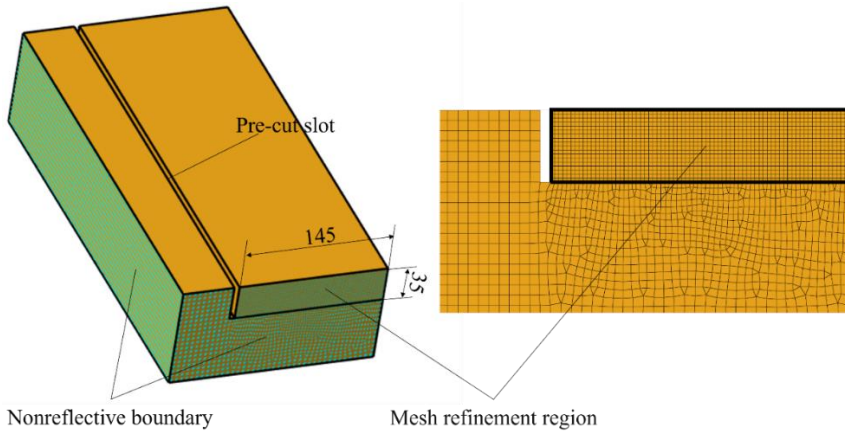 Pre-cut slot
145
35
Nonreflective boundary
Mesh refinement region